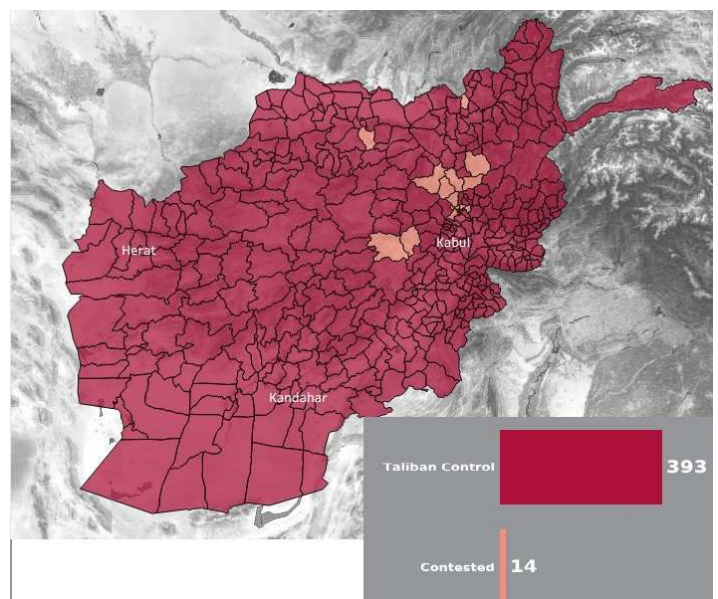 Herat
Kabul
Kandahar
Taliban Control 393
Contested 14